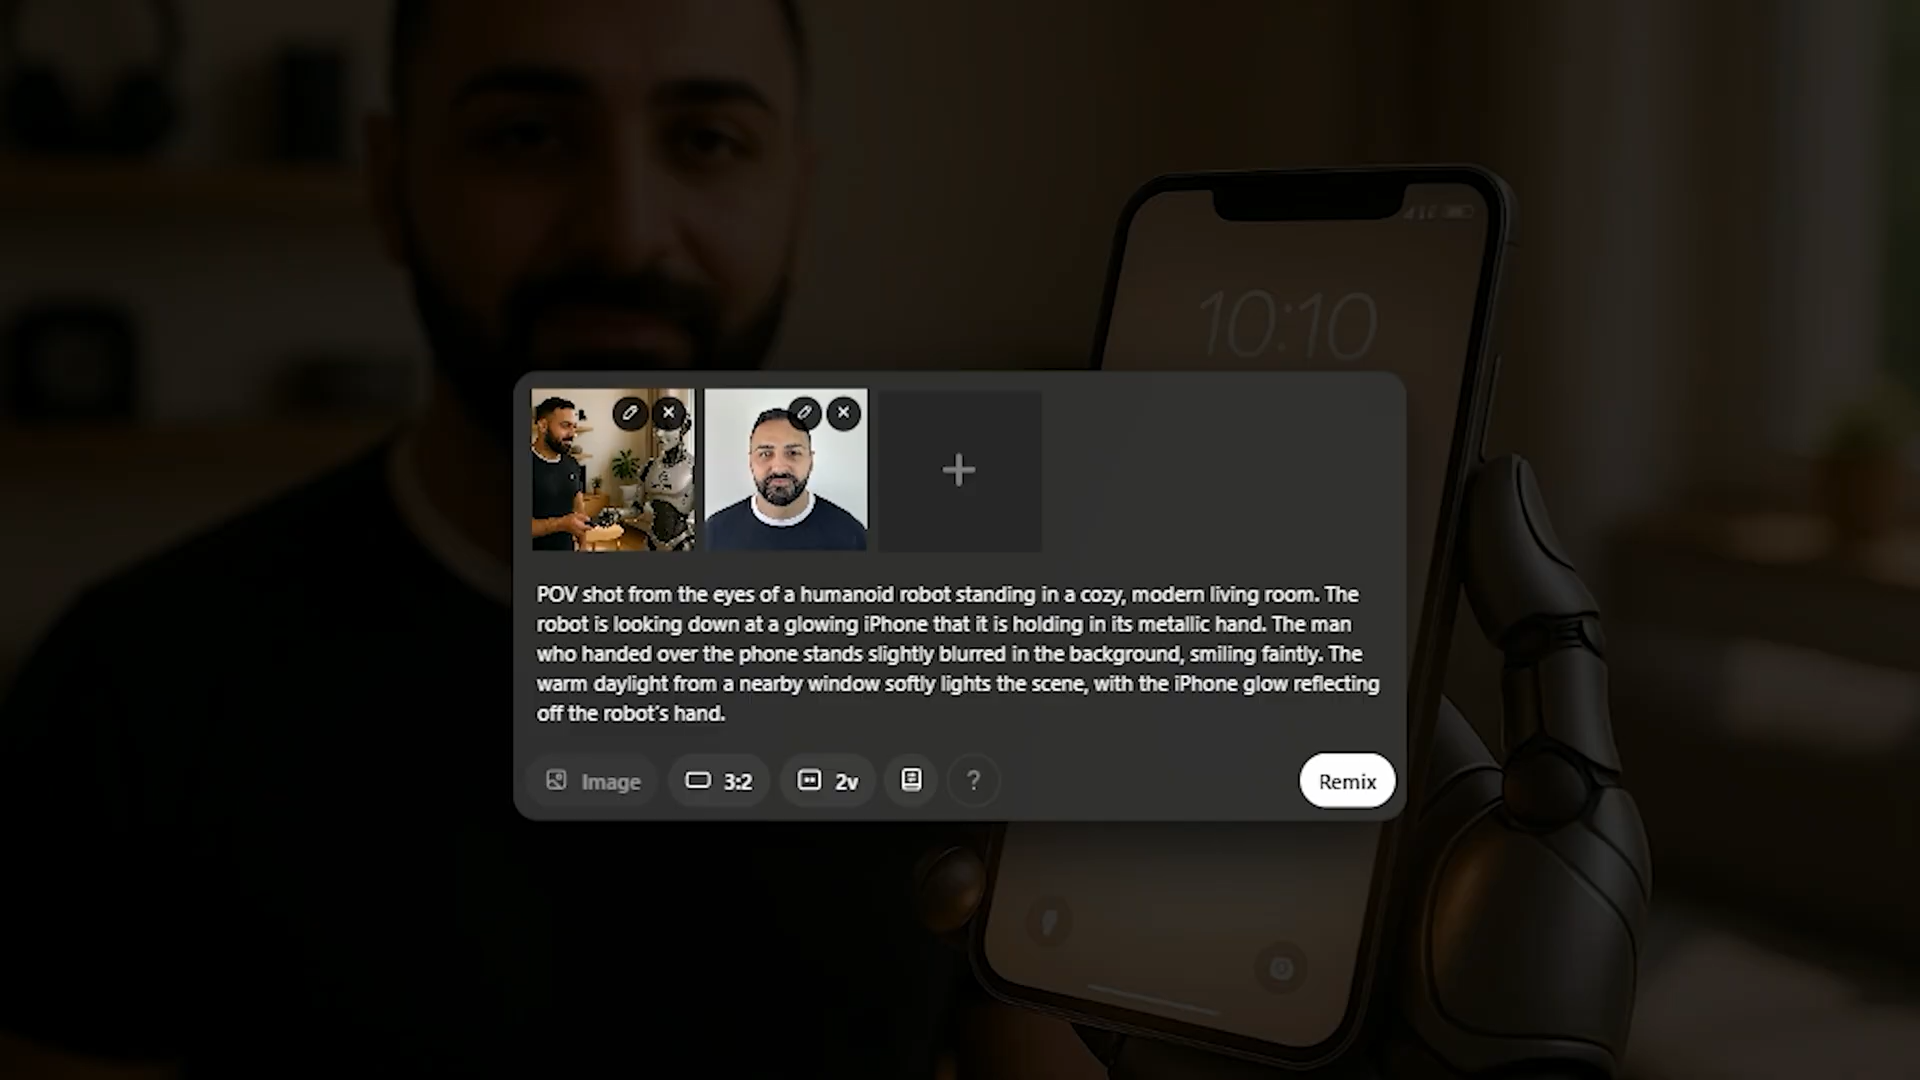 10:10
POV shot from the eyes of a humanoid robot standing in a cozy, modern living room. The
robot is looking down at a glowing iPhone that it is holding in its metallic hand. The man
who handed over the phone stands slightly blurred in the background, smiling faintly. The
warm daylight from a nearby window softly lights the scene, with the iPhone glow reflecting
off the robot's hand.
Image
3:2
2v
?
Remix